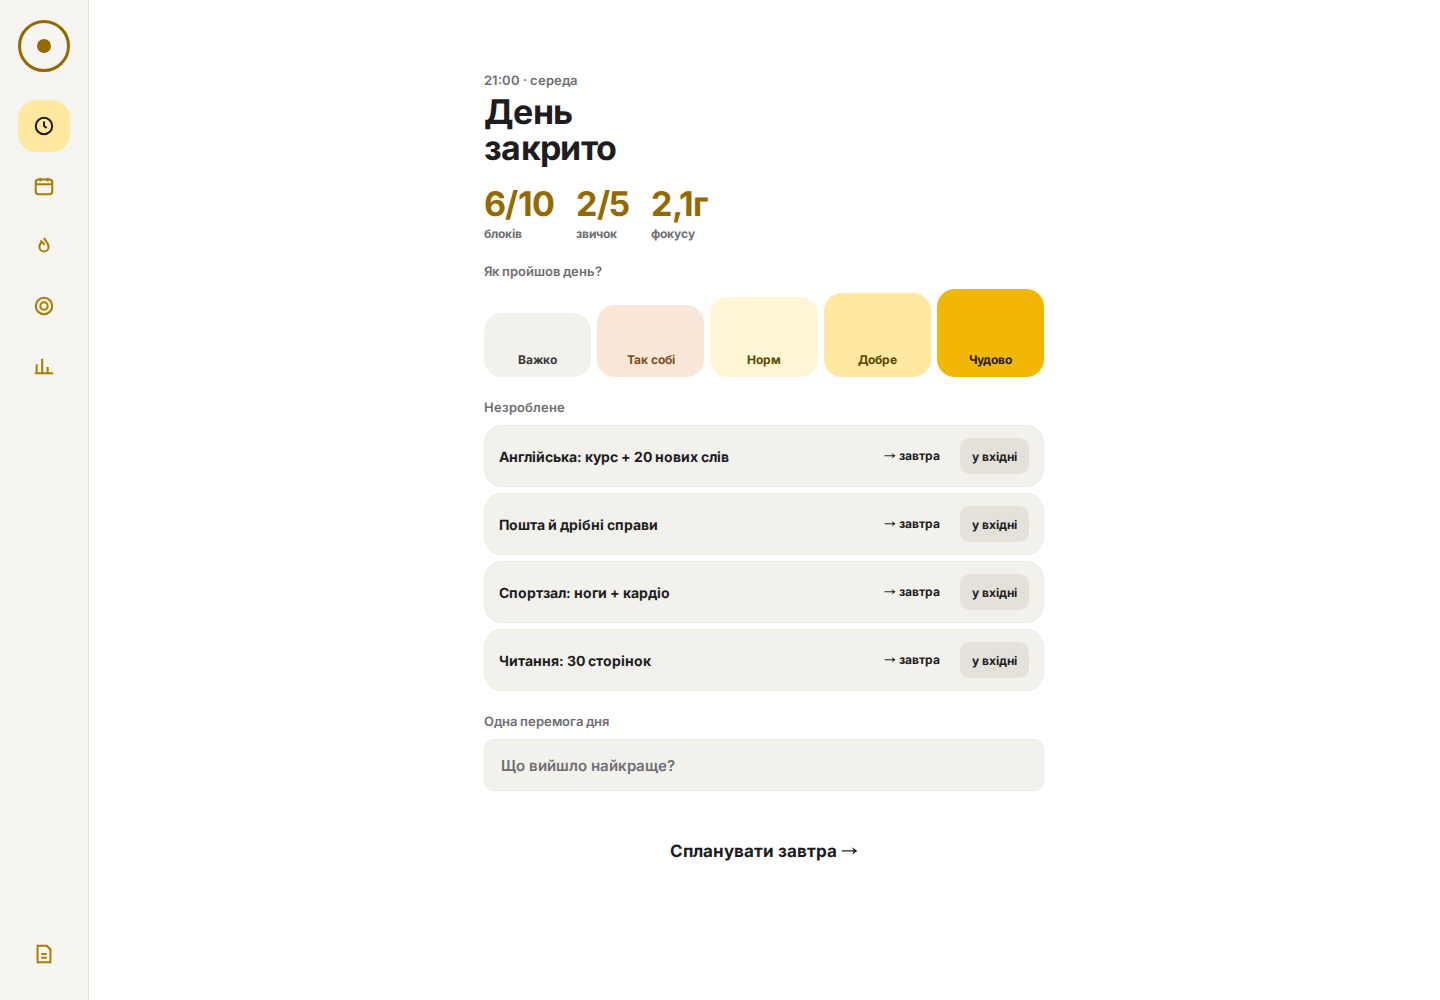 21:00 · середа
День
закрито
6/10 2/5 2,1г
блоків звичок фокусу
Як пройшов день?
Важко Так собі Норм Добре Чудово
Незроблене
Англійська: курс + 20 нових слів → завтра у вхідні
Пошта й дрібні справи → завтра у вхідні
Спортзал: ноги + кардіо → завтра у вхідні
Читання: 30 сторінок → завтра у вхідні
Одна перемога дня
Що вийшло найкраще?
Спланувати завтра →